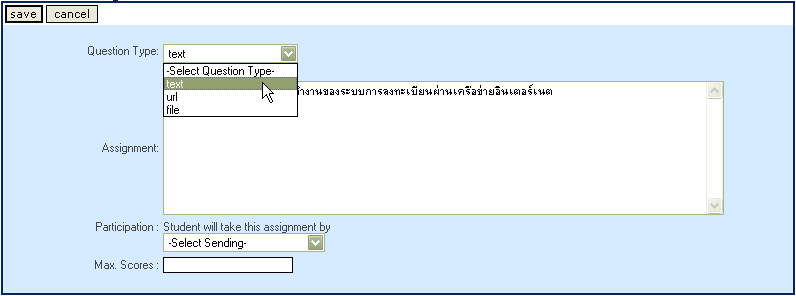 save cancel
Question Type: text
-Select Question Type-
text
url
file
งานของระบบการลงทะเบียนผ่านเครือข่ายอินเตอร์เนต
Assignment:
Participation : Student will take this assignment by
-Select Sending-
Max. Scores :